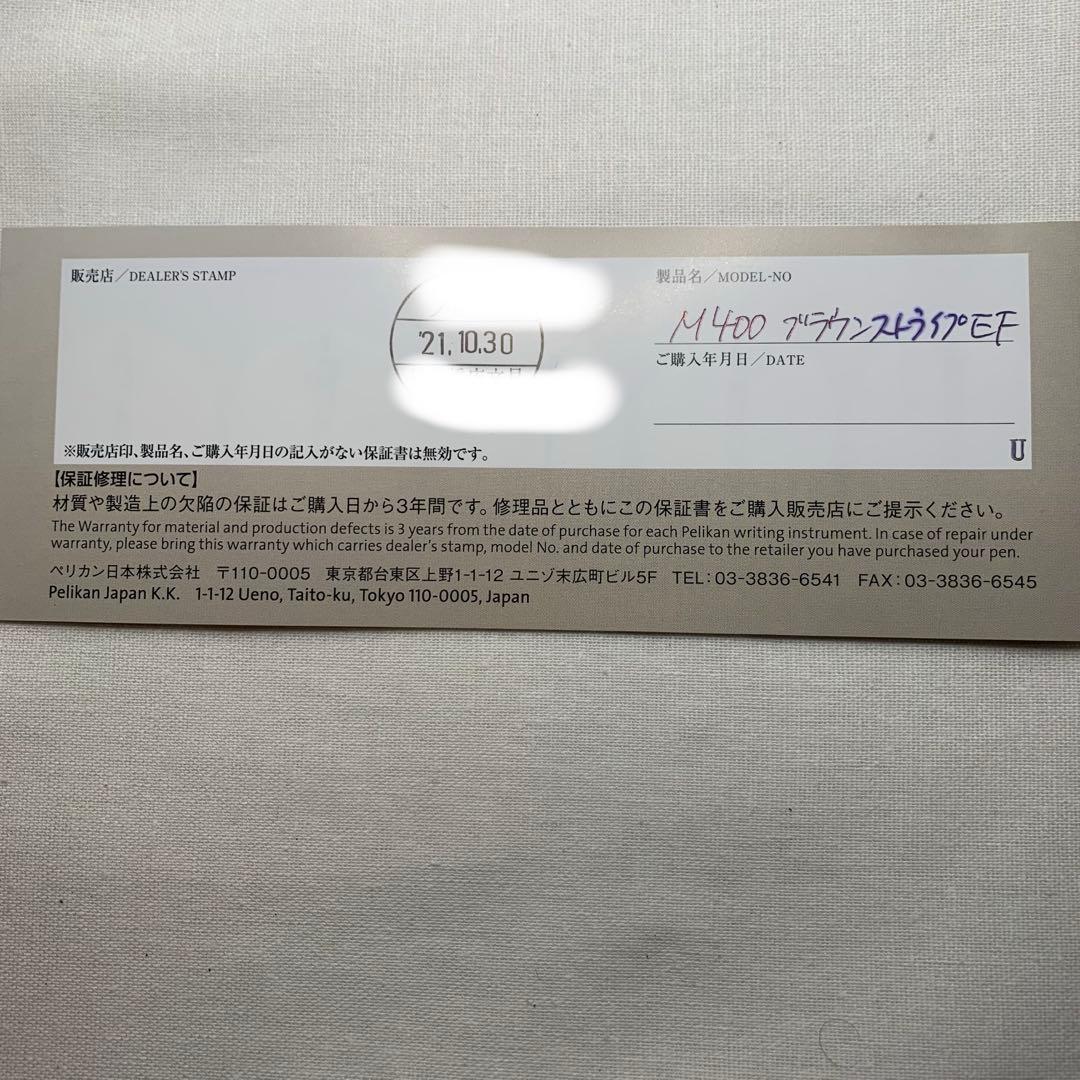 販売店／DEALER'S STAMP
'21.10.30
製品名／MODEL-NO
M400 ブラウンストライプEF
ご購入年月日／DATE
※販売店印、製品名、ご購入年月日の記入がない保証書は無効です。
U
【保証修理について】
材質や製造上の欠陥の保証はご購入日から3年間です。修理品とともにこの保証書をご購入販売店にご提示ください。
The Warranty for material and production defects is 3 years from the date of purchase for each Pelikan writing instrument. In case of repair under
warranty, please bring this warranty which carries dealer's stamp, model No. and date of purchase to the retailer you have purchased your pen.
ペリカン日本株式会社 〒110-0005 東京都台東区上野1-1-12 ユニゾ末広町ビル5F TEL：03-3836-6541 FAX：03-3836-6545
Pelikan Japan K.K. 1-1-12 Ueno, Taito-ku, Tokyo 110-0005, Japan